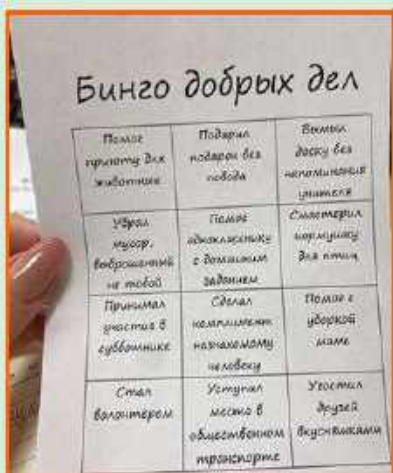 Бинго добрых дел
Помог
приюту для
животных
Подарил
подарок без
повода
Вымыл
доску без
напоминания
учителя
Убрал
мусор,
выброшенный
не тобой
Помог
однокласнику
с домашним
заданием
Смастерил
кормушку
для птиц
Принимал
участие в
субботнике
Сделал
комплимент
незнакомому
человеку
Помог с
уборкой
маме
Стал
волонтером
Уступил
место в
общественном
транспорте
Угостил
друзей
вкусняшками